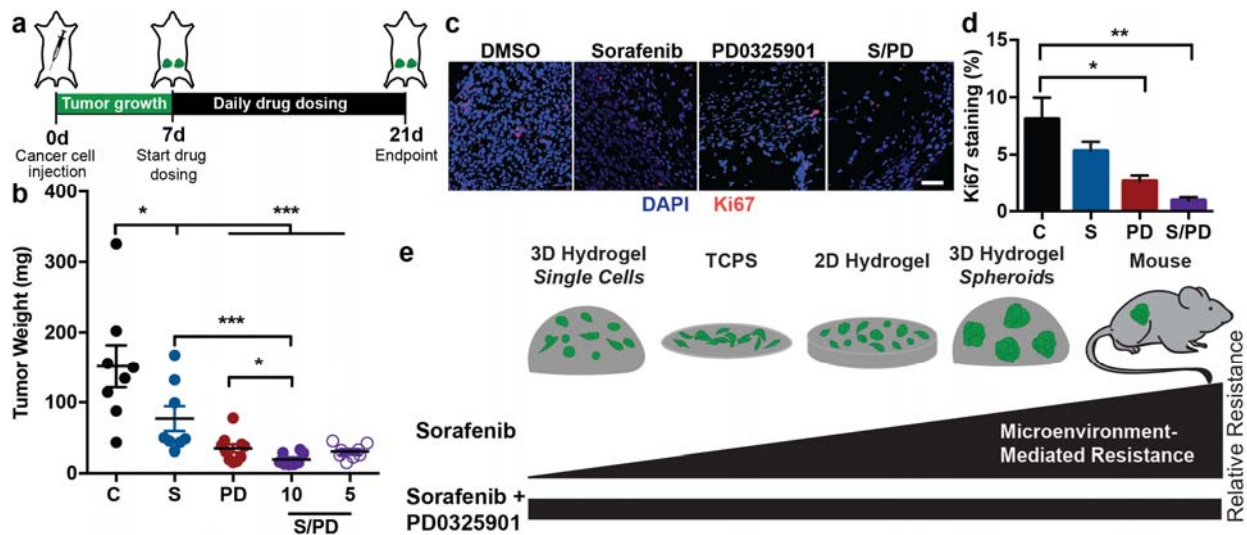 a
Tumor growth
Daily drug dosing
0d
7d
21d
Cancer cell
injection
Start drug
dosing
Endpoint
b
400
300
200
100
0
Tumor Weight (mg)
*
***
***
*
C
S
PD
10
5
S/PD
c
DMSO
Sorafenib
PD0325901
S/PD
DAPI
Ki67
d
Ki67 staining (%)
15
10
5
0
**
*
C
S
PD
S/PD
e
3D Hydrogel
Single Cells
TCPS
2D Hydrogel
3D Hydrogel
Spheroids
Mouse
Sorafenib
Microenvironment-
Mediated Resistance
Sorafenib +
PD0325901
Relative Resistance